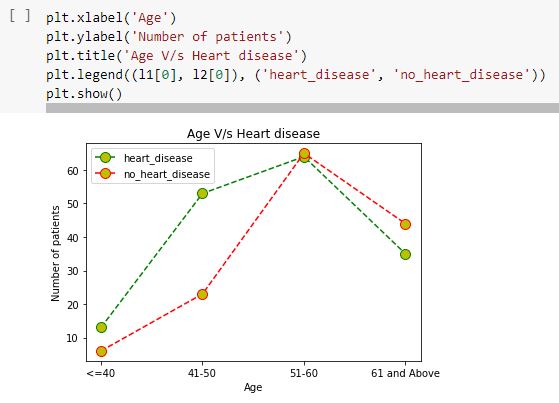 [ ] plt.xlabel('Age')
plt.ylabel('Number of patients')
plt.title('Age V/s Heart disease')
plt.legend((l1[0], l2[0]), ('heart_disease', 'no_heart_disease'))
plt.show()
Age V/s Heart disease
heart_disease
no_heart_disease
Number of patients
60
50
40
30
20
10
<=40 41-50 51-60 61 and Above
Age